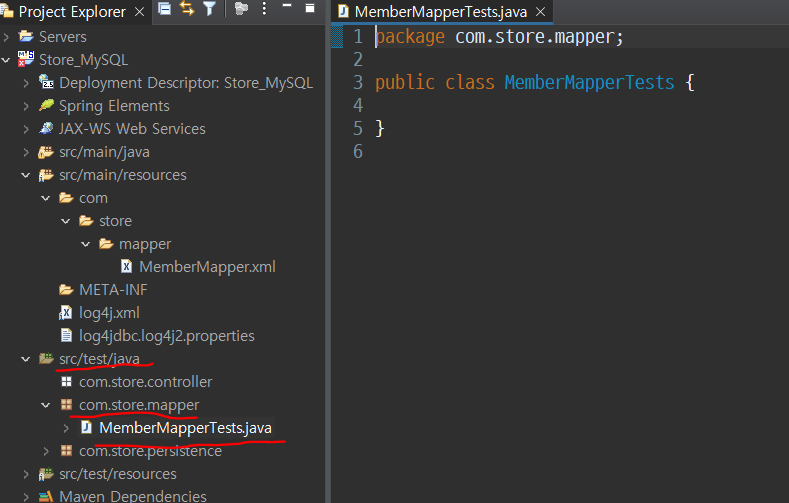 Project Explorer
Servers
Store_MySQL
Deployment Descriptor: Store_MySQL
Spring Elements
JAX-WS Web Services
src/main/java
src/main/resources
com
store
mapper
MemberMapper.xml
META-INF
log4j.xml
log4jdbc.log4j2.properties
src/test/java
com.store.controller
com.store.mapper
MemberMapperTests.java
com.store.persistence
src/test/resources
Maven Dependencies
MemberMapperTests.java
1 package com.store.mapper;
2
3 public class MemberMapperTests {
4
5 }
6